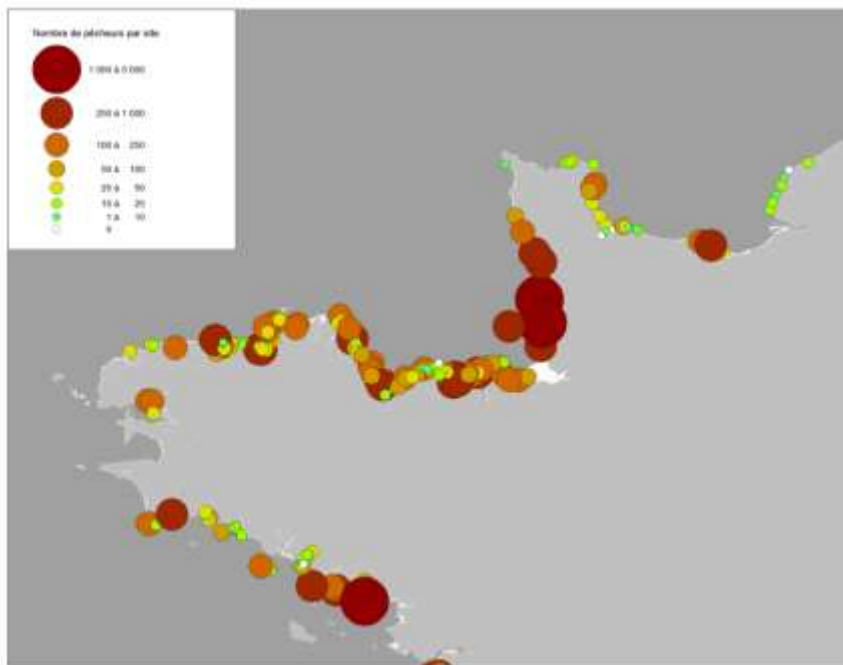 Nombre de pêcheurs par site
1 000 à 5 000
250 à 1 000
100 à 250
50 à 100
25 à 50
10 à 25
1 à 10
0